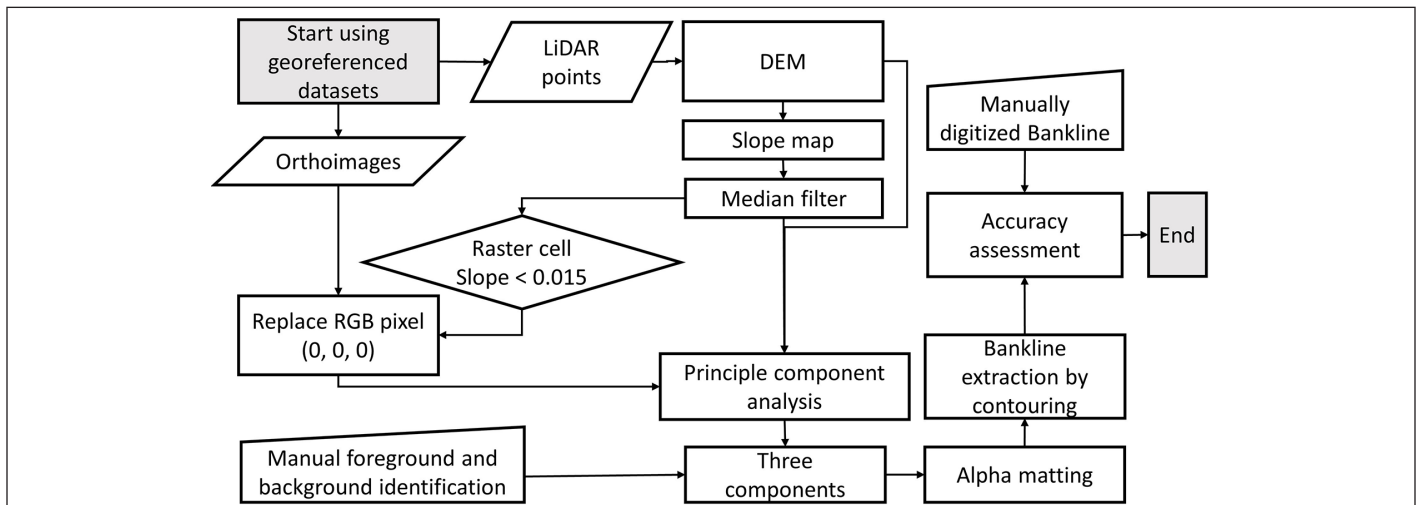 Start using
georeferenced
datasets
LiDAR
points
DEM
Manually
digitized Bankline
Slope map
Orthoimages
Median filter
Accuracy
assessment
End
Raster cell
Slope < 0.015
Replace RGB pixel
(0, 0, 0)
Bankline
extraction by
contouring
Principle component
analysis
Manual foreground and
background identification
Three
components
Alpha matting